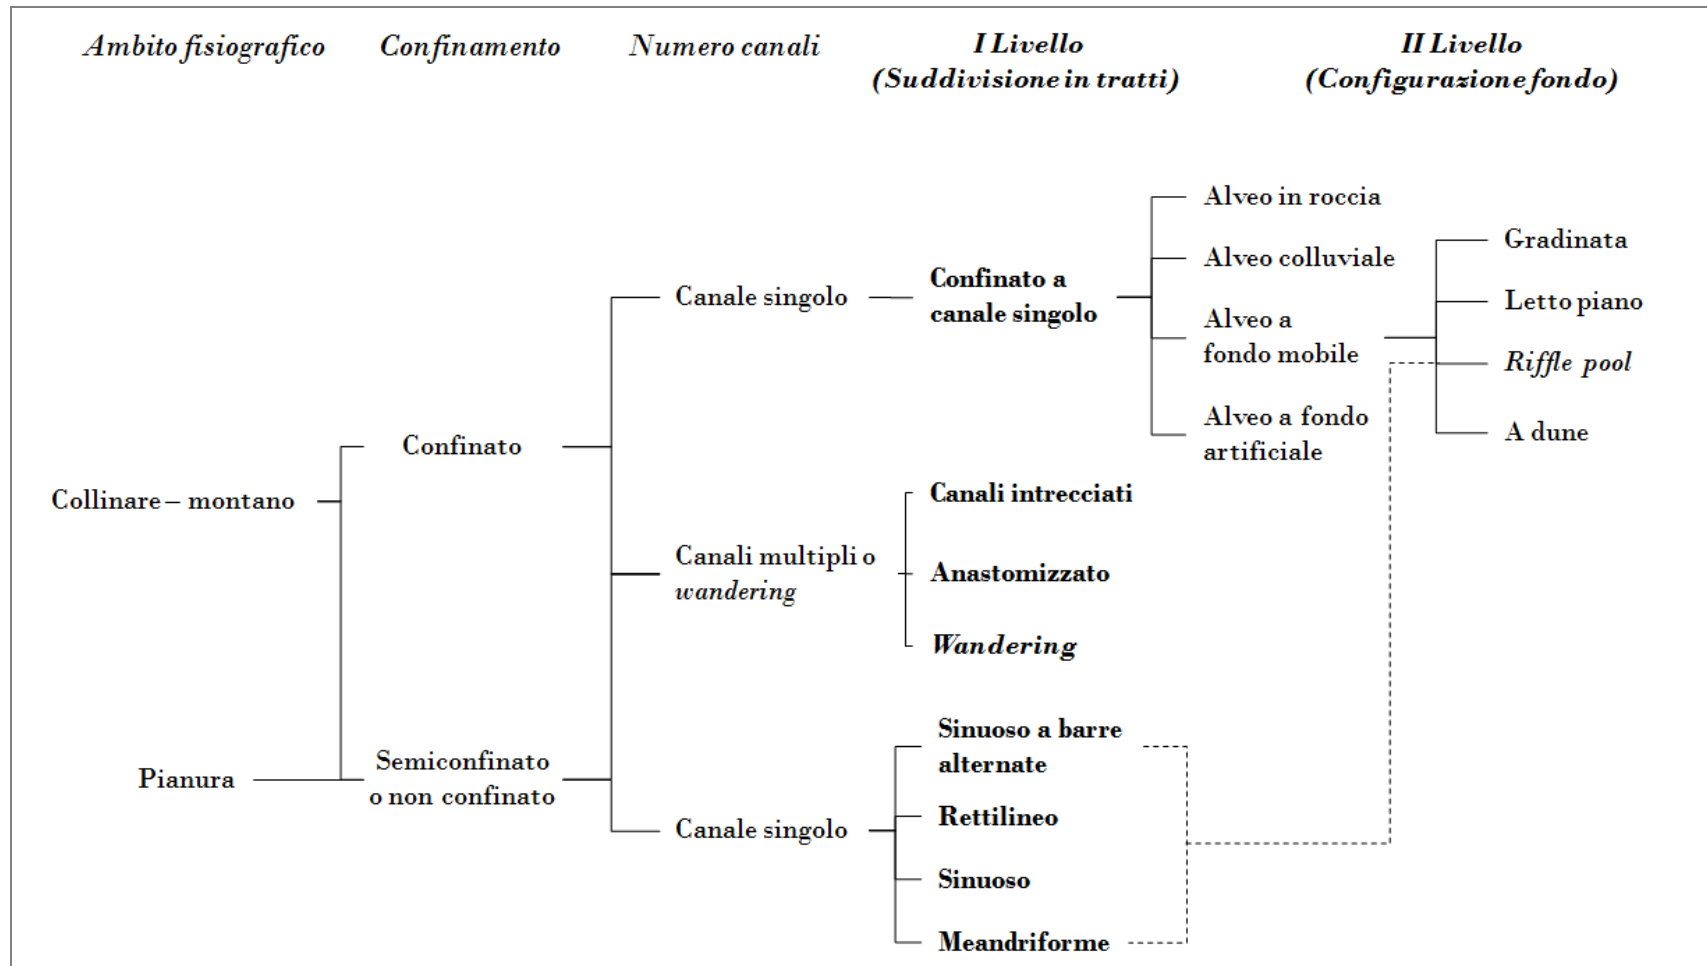 Ambito fisiografico
Confinamento
Numero canali
I Livello
(Suddivisione in tratti)
II Livello
(Configurazione fondo)
Collinare – montano
Pianura
Confinato
Semiconfinato
o non confinato
Canale singolo
Canali multipli o
wandering
Canale singolo
Confinato a
canale singolo
Canali intrecciati
Anastomizzato
Wandering
Sinuoso a barre
alternate
Rettilineo
Sinuoso
Meandriforme
Alveo in roccia
Alveo colluviale
Alveo a
fondo mobile
Alveo a fondo
artificiale
Gradinata
Letto piano
Riffle pool
A dune